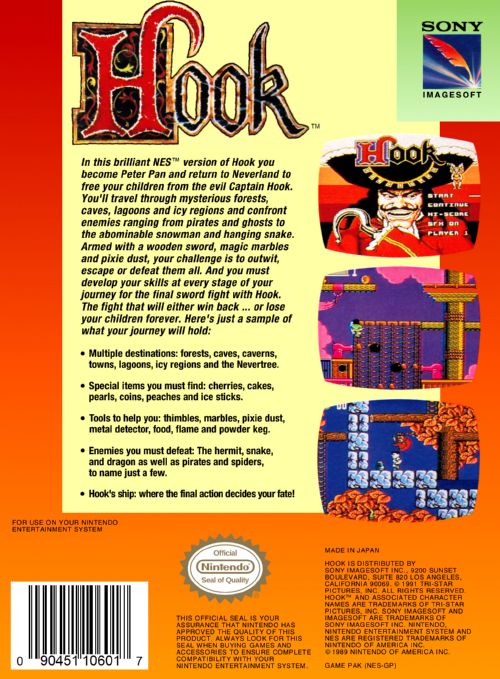 Hook
TM
SONY
IMAGESOFT
In this brilliant NES™ version of Hook you
become Peter Pan and return to Neverland to
free your children from the evil Captain Hook.
You'll travel through mysterious forests,
caves, lagoons and icy regions and confront
enemies ranging from pirates and ghosts to
the abominable snowman and hanging snake.
Armed with a wooden sword, magic marbles
and pixie dust, your challenge is to outwit,
escape or defeat them all. And you must
develop your skills at every stage of your
journey for the final sword fight with Hook.
The fight that will either win back ... or lose
your children forever. Here's just a sample of
what your journey will hold:
• Multiple destinations: forests, caves, caverns,
towns, lagoons, icy regions and the Nevertree.
• Special items you must find: cherries, cakes,
pearls, coins, peaches and ice sticks.
• Tools to help you: thimbles, marbles, pixie dust,
metal detector, food, flame and powder keg.
• Enemies you must defeat: The hermit, snake,
and dragon as well as pirates and spiders,
to name just a few.
• Hook's ship: where the final action decides your fate!
Hook
START
CONTINUE
HI-SCORE
SFX ON
PLAYER 1
FOR USE ON YOUR NINTENDO
ENTERTAINMENT SYSTEM
Official
Nintendo
Seal of Quality
THIS OFFICIAL SEAL IS YOUR
ASSURANCE THAT NINTENDO HAS
APPROVED THE QUALITY OF THIS
PRODUCT. ALWAYS LOOK FOR THIS
SEAL WHEN BUYING GAMES AND
ACCESSORIES TO ENSURE COMPLETE
COMPATIBILITY WITH YOUR
NINTENDO ENTERTAINMENT SYSTEM.
0 90451 10601 7
MADE IN JAPAN
HOOK IS DISTRIBUTED BY
SONY IMAGESOFT INC., 9200 SUNSET
BOULEVARD, SUITE 820 LOS ANGELES,
CALIFORNIA 90069. © 1991 TRI-STAR
PICTURES, INC. ALL RIGHTS RESERVED.
HOOK™ AND ASSOCIATED CHARACTER
NAMES ARE TRADEMARKS OF TRI-STAR
PICTURES, INC. SONY IMAGESOFT AND
IMAGESOFT ARE TRADEMARKS OF
SONY IMAGESOFT INC. NINTENDO,
NINTENDO ENTERTAINMENT SYSTEM AND
NES ARE REGISTERED TRADEMARKS OF
NINTENDO OF AMERICA INC.
© 1989 NINTENDO OF AMERICA INC.
GAME PAK (NES-GP)